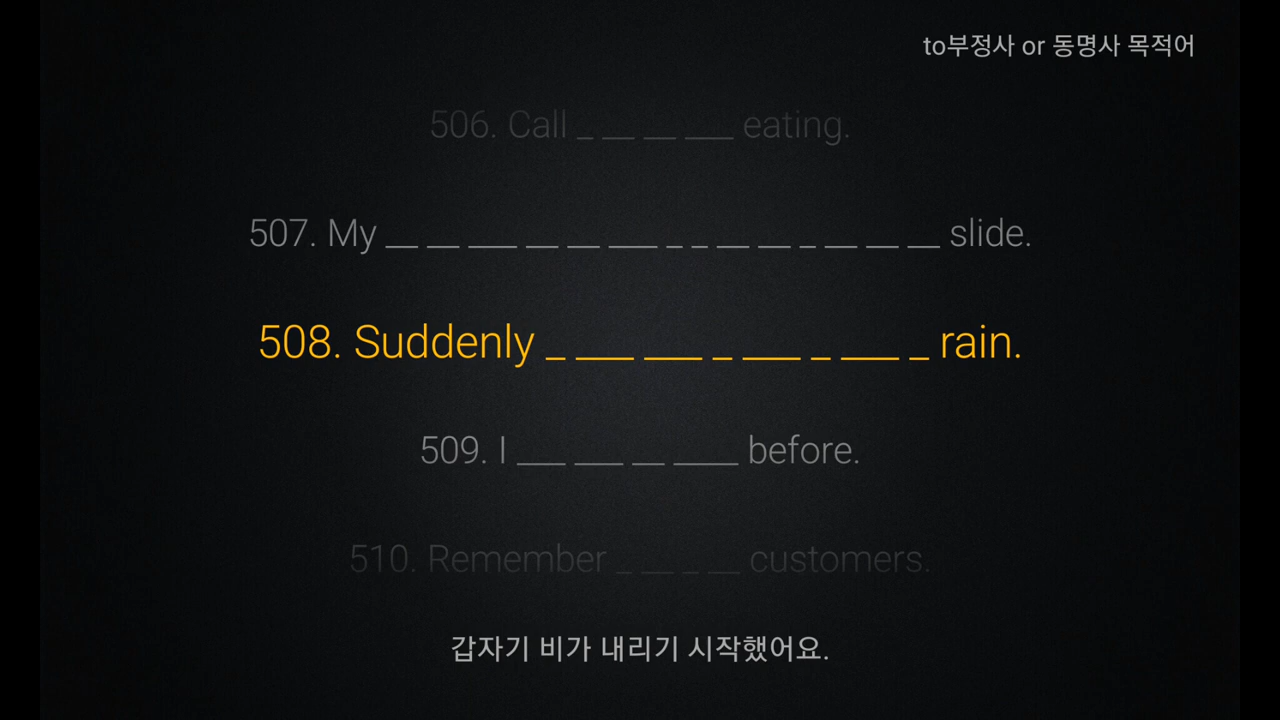 to부정사 or 동명사 목적어
506. Call _ __ __ ___ eating.
507. My __ __ ___ __ __ ___ _ _ __ __ _ __ __ __ slide.
508. Suddenly _ ___ ___ _ ___ _ ___ _ rain.
509. I ___ ___ __ ____ before.
510. Remember _ __ _ __ customers.
갑자기 비가 내리기 시작했어요.